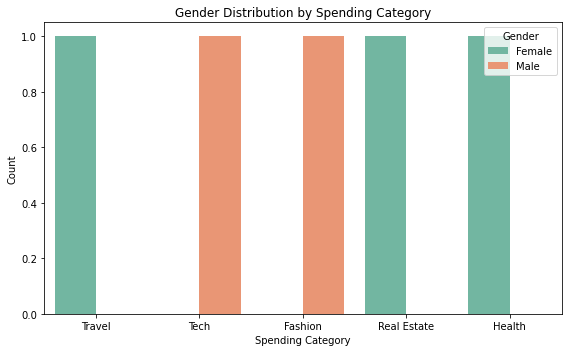 Gender Distribution by Spending Category
Gender
Female
Male
Count
1.0
0.8
0.6
0.4
0.2
0.0
Travel Tech Fashion Real Estate Health
Spending Category